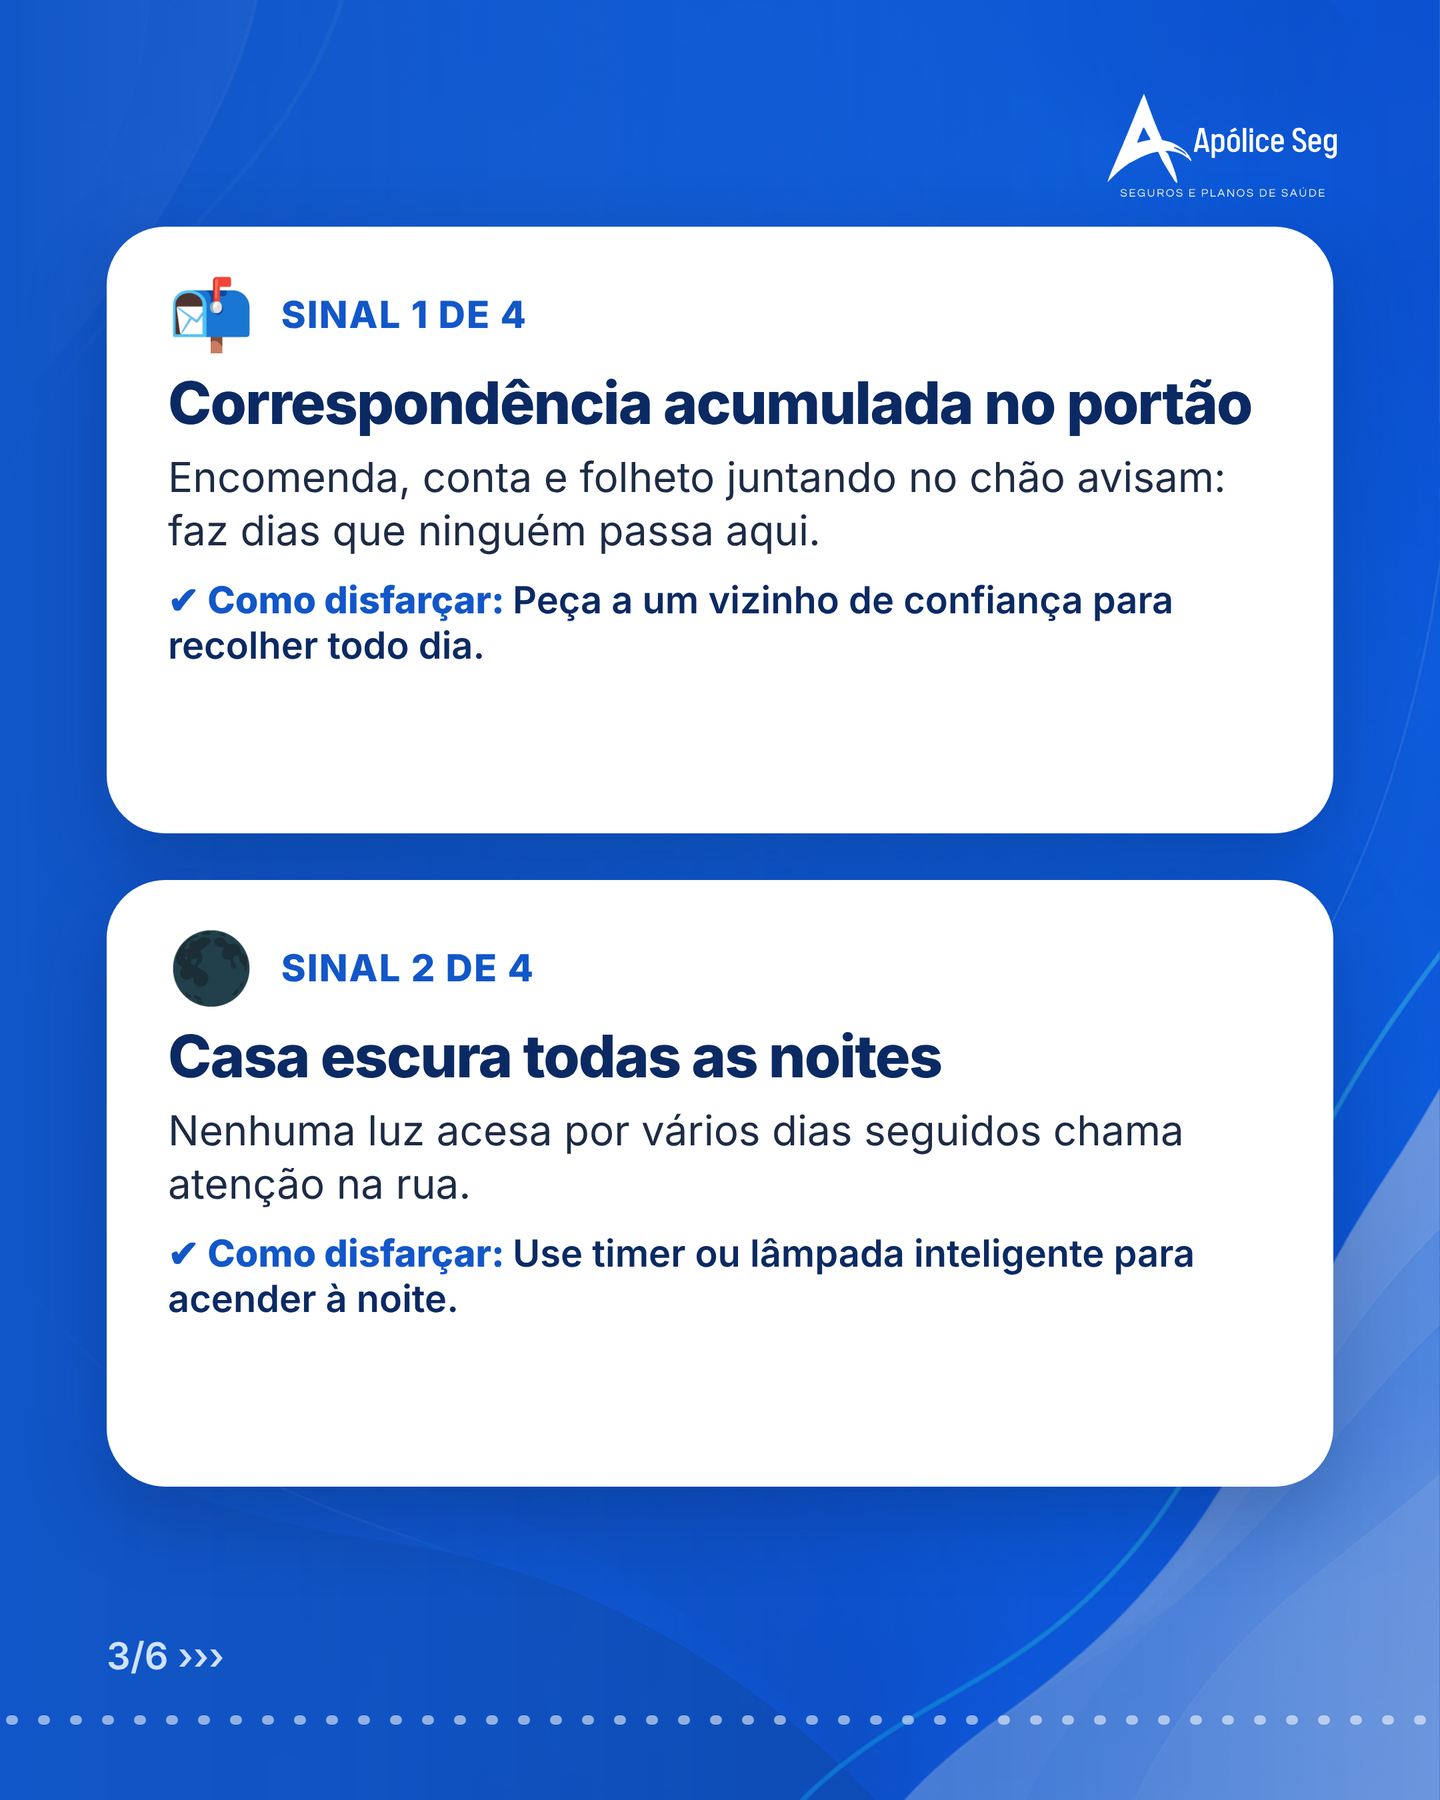 Apólice Seg
SEGUROS E PLANOS DE SAÚDE
SINAL 1 DE 4
Correspondência acumulada no portão
Encomenda, conta e folheto juntando no chão avisam:
faz dias que ninguém passa aqui.
✔ Como disfarçar: Peça a um vizinho de confiança para
recolher todo dia.
SINAL 2 DE 4
Casa escura todas as noites
Nenhuma luz acesa por vários dias seguidos chama
atenção na rua.
✔ Como disfarçar: Use timer ou lâmpada inteligente para
acender à noite.
3/6 ›››